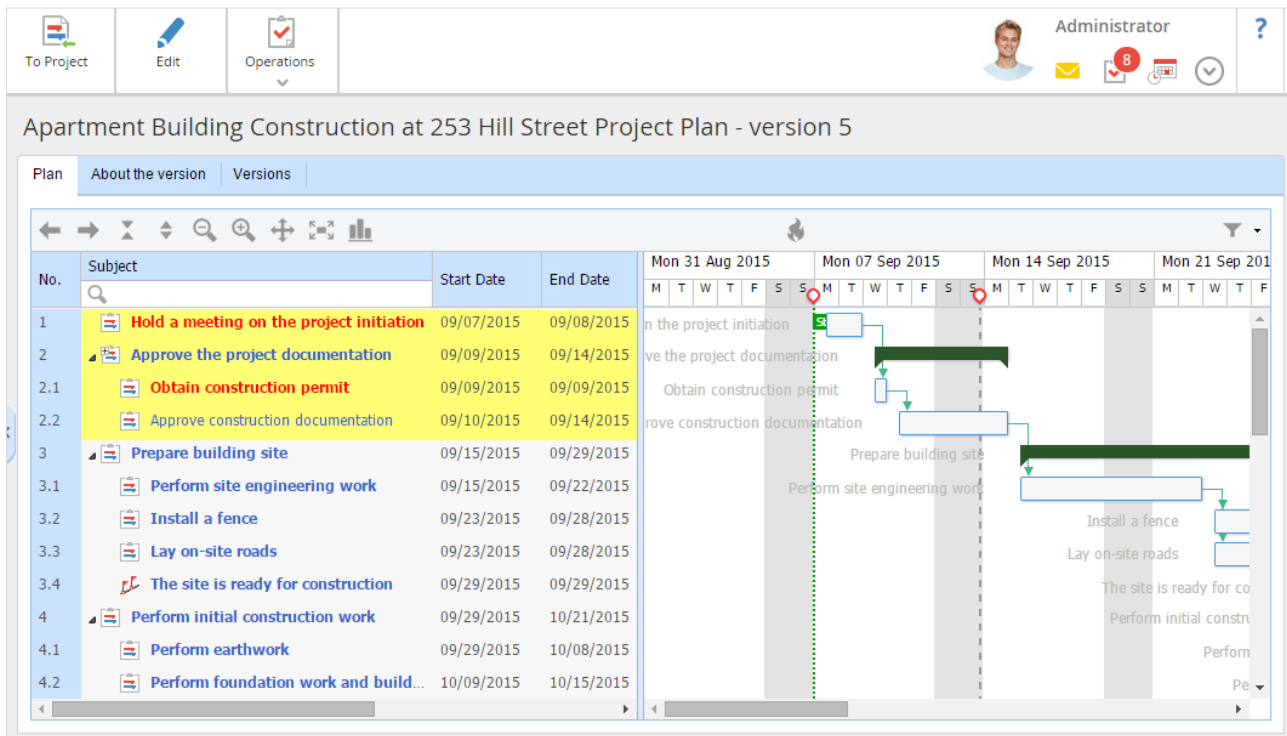 Administrator
?
To Project
Edit
Operations
8
Apartment Building Construction at 253 Hill Street Project Plan - version 5
Plan About the version Versions
No. Subject Start Date End Date
Mon 31 Aug 2015 Mon 07 Sep 2015 Mon 14 Sep 2015 Mon 21 Sep 201
M T W T F S S M T W T F S S M T W T F S S M T W T F
1 Hold a meeting on the project initiation 09/07/2015 09/08/2015 n the project initiation
2 Approve the project documentation 09/09/2015 09/14/2015 ve the project documentation
2.1 Obtain construction permit 09/09/2015 09/09/2015 Obtain construction permit
2.2 Approve construction documentation 09/10/2015 09/14/2015 rove construction documentation
3 Prepare building site 09/15/2015 09/29/2015 Prepare building site
3.1 Perform site engineering work 09/15/2015 09/22/2015 Perform site engineering work
3.2 Install a fence 09/23/2015 09/28/2015 Install a fence
3.3 Lay on-site roads 09/23/2015 09/28/2015 Lay on-site roads
3.4 The site is ready for construction 09/29/2015 09/29/2015 The site is ready for co
4 Perform initial construction work 09/29/2015 10/21/2015 Perform initial constru
4.1 Perform earthwork 09/29/2015 10/08/2015 Perform
4.2 Perform foundation work and build... 10/09/2015 10/15/2015 Pe